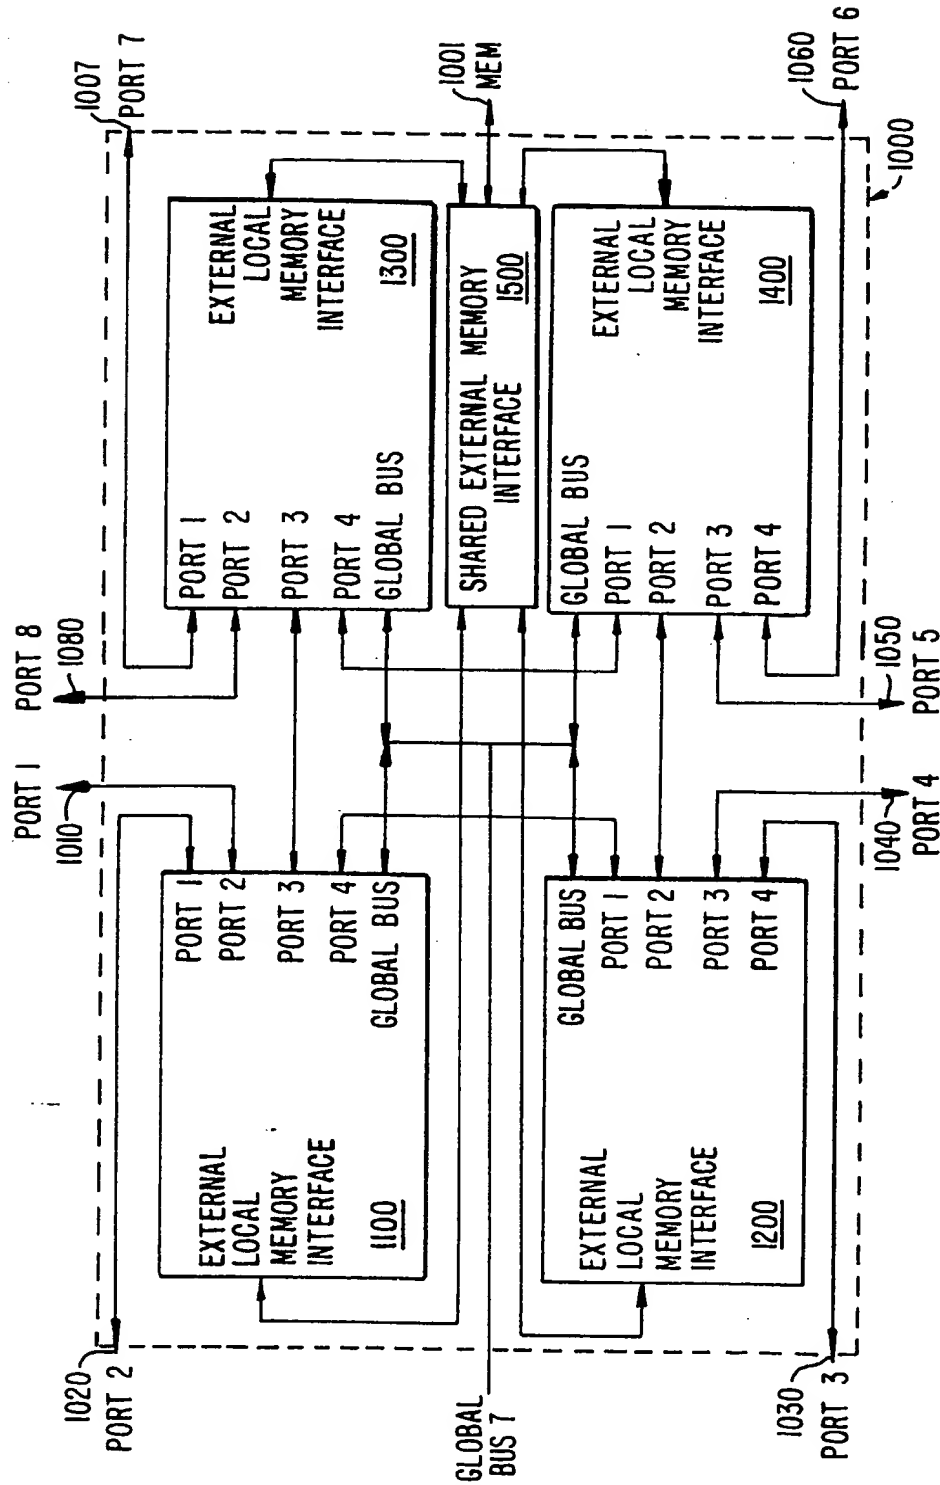 1020
PORT 2
1010
PORT 1
PORT 8
1080
1007
PORT 7
PORT 1
PORT 2
PORT 3
PORT 4
GLOBAL BUS
EXTERNAL
LOCAL
MEMORY
INTERFACE
1100
PORT 1
PORT 2
PORT 3
PORT 4
GLOBAL BUS
EXTERNAL
LOCAL
MEMORY
INTERFACE
1300
GLOBAL
BUS 7
SHARED EXTERNAL MEMORY
INTERFACE
1500
1001
MEM
GLOBAL BUS
PORT 1
PORT 2
PORT 3
PORT 4
EXTERNAL
LOCAL
MEMORY
INTERFACE
1200
GLOBAL BUS
PORT 1
PORT 2
PORT 3
PORT 4
EXTERNAL
LOCAL
MEMORY
INTERFACE
1400
1030
PORT 3
1040
PORT 4
1050
PORT 5
1060
PORT 6
1000